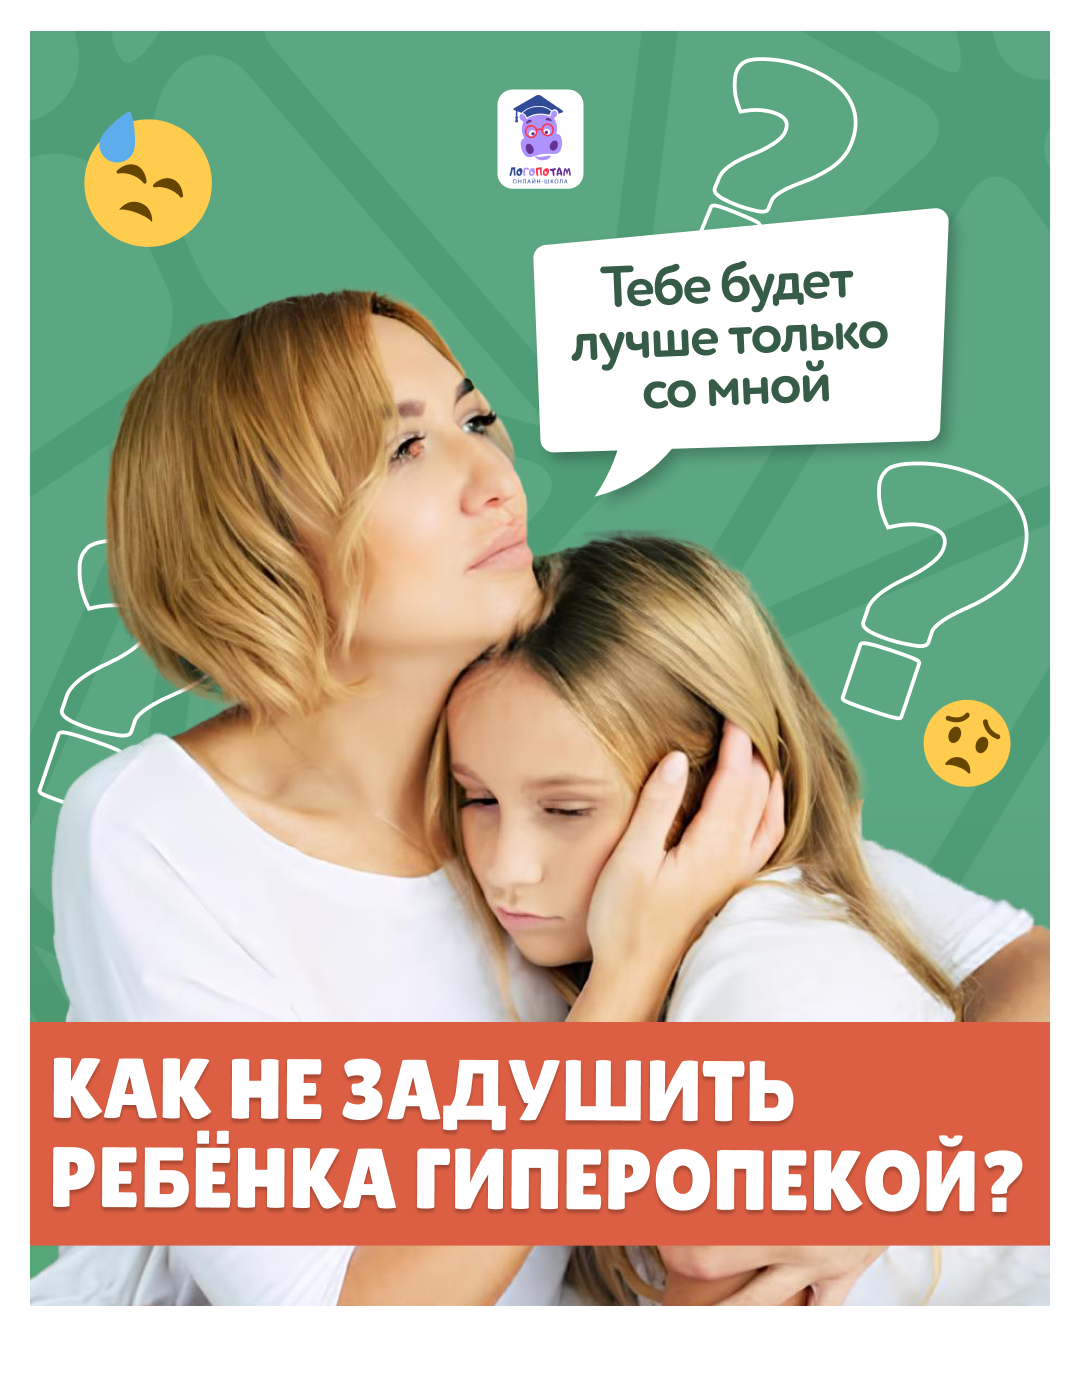 ЛОГОПОТАМ
ОНЛАЙН-ШКОЛА
Тебе будет
лучше только
со мной
КАК НЕ ЗАДУШИТЬ
РЕБЁНКА ГИПЕРОПЕКОЙ?